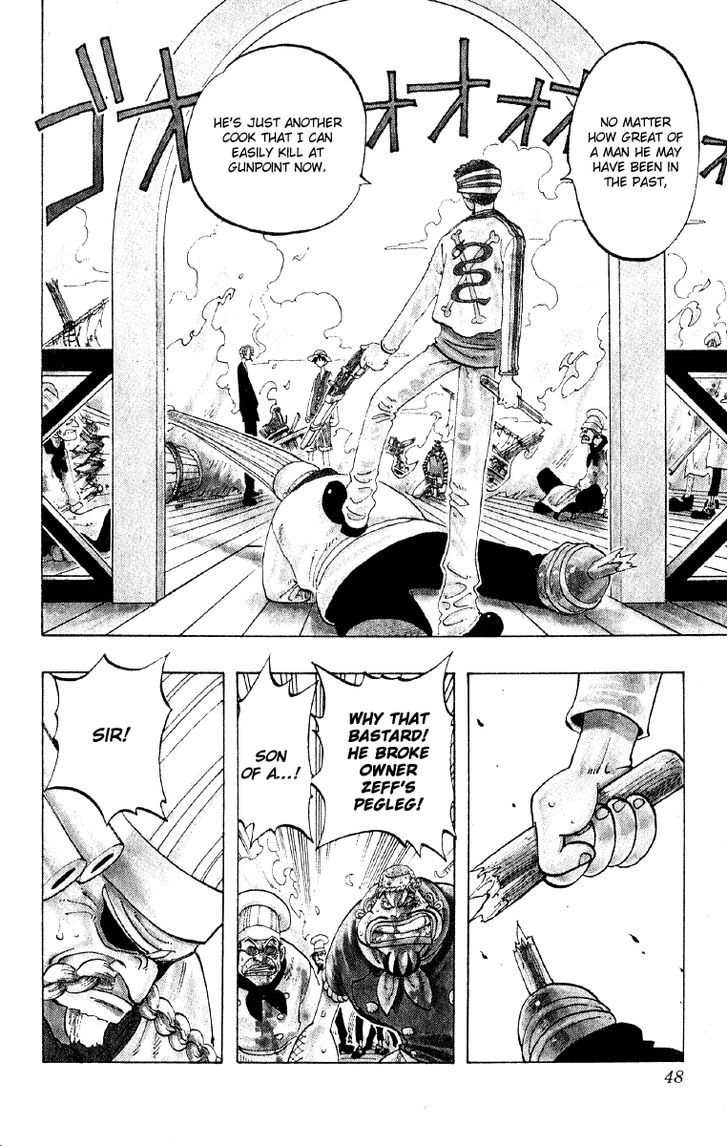 NO MATTER
HOW GREAT OF
A MAN HE MAY
HAVE BEEN IN
THE PAST,
HE'S JUST ANOTHER
COOK THAT I CAN
EASILY KILL AT
GUNPOINT NOW.
ゴオオオオオオ
WHY THAT
BASTARD!
HE BROKE
OWNER
ZEFF'S
PEGLEG!
SON
OF A...!
SIR!
48